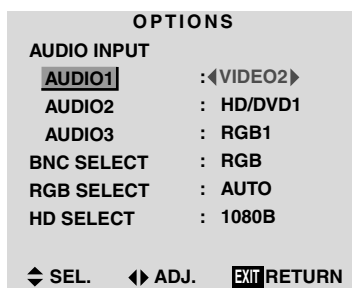 OPTIONS
AUDIO INPUT
AUDIO1 :◀VIDEO2▶
AUDIO2 : HD/DVD1
AUDIO3 : RGB1
BNC SELECT : RGB
RGB SELECT : AUTO
HD SELECT : 1080B
SEL. ADJ. EXIT RETURN